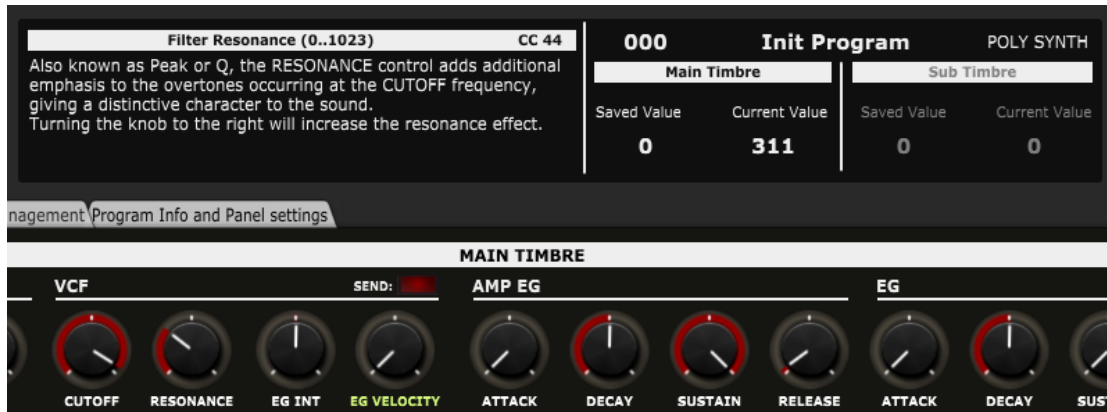 Filter Resonance (0..1023) CC 44
Also known as Peak or Q, the RESONANCE control adds additional
emphasis to the overtones occurring at the CUTOFF frequency,
giving a distinctive character to the sound.
Turning the knob to the right will increase the resonance effect.
000 Init Program POLY SYNTH
Main Timbre Sub Timbre
Saved Value Current Value Saved Value Current Value
0 311 0 0
nagement Program Info and Panel settings
MAIN TIMBRE
VCF SEND: AMP EG EG
CUTOFF RESONANCE EG INT EG VELOCITY ATTACK DECAY SUSTAIN RELEASE ATTACK DECAY SUS